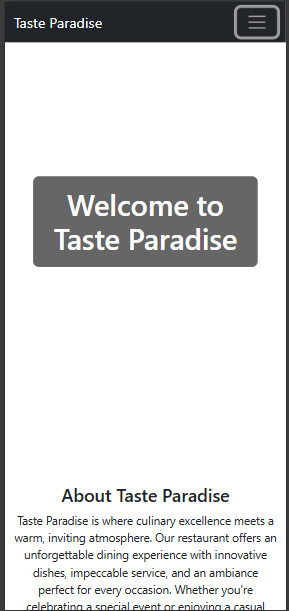 Taste Paradise
Welcome to
Taste Paradise
About Taste Paradise
Taste Paradise is where culinary excellence meets a
warm, inviting atmosphere. Our restaurant offers an
unforgettable dining experience with innovative
dishes, impeccable service, and an ambiance
perfect for every occasion. Whether you're
celebrating a special event or enjoying a casual